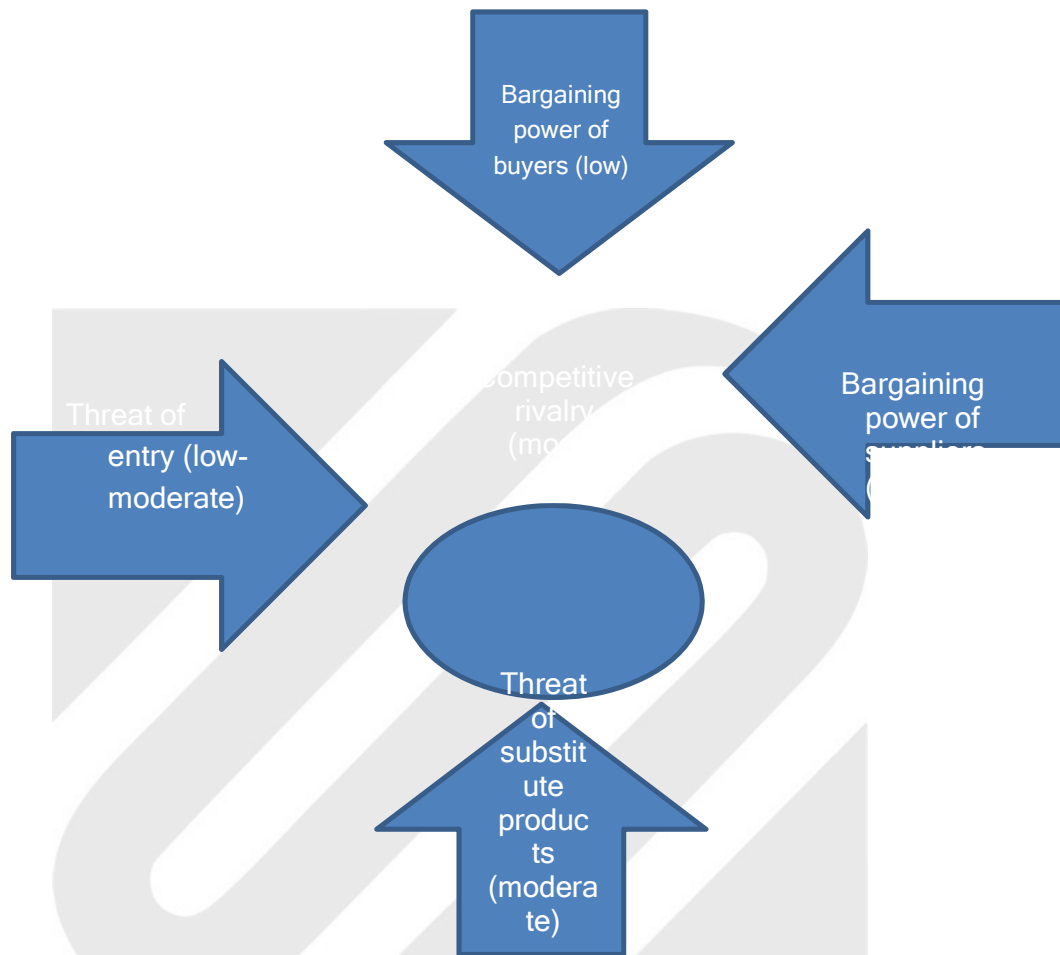 Bargaining
power of
buyers (low)
Competitive
rivalry
Threat of
entry (low-
moderate)
Bargaining
power of
suppliers
Threat
of
substit
ute
produc
ts
(modera
te)